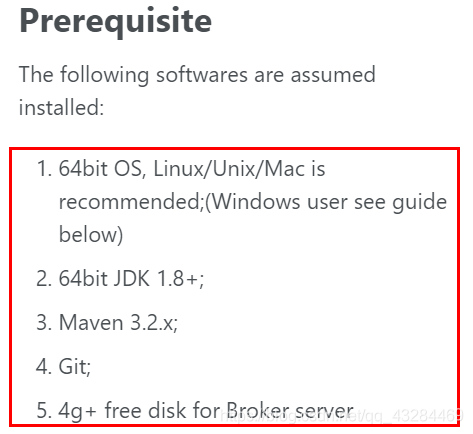 Prerequisite
The following softwares are assumed
installed:
1. 64bit OS, Linux/Unix/Mac is
recommended;(Windows user see guide
below)
2. 64bit JDK 1.8+;
3. Maven 3.2.x;
4. Git;
5. 4g+ free disk for Broker server